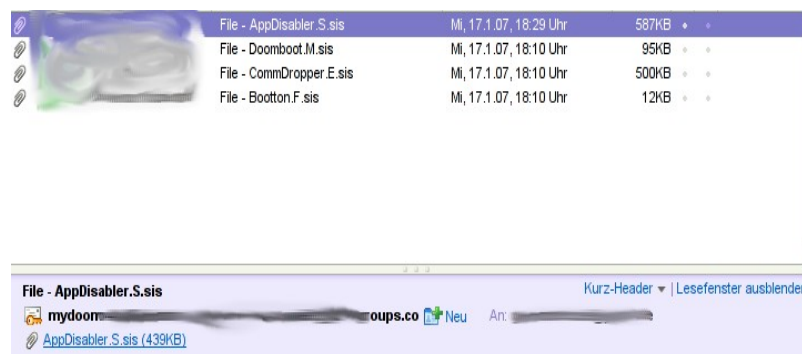 File - AppDisabler.S.sis Mi, 17.1.07, 18:29 Uhr 587KB
File - Doomboot.M.sis Mi, 17.1.07, 18:10 Uhr 95KB
File - CommDropper.E.sis Mi, 17.1.07, 18:10 Uhr 500KB
File - Bootton.F.sis Mi, 17.1.07, 18:10 Uhr 12KB
File - AppDisabler.S.sis Kurz-Header | Lesefenster ausblenden
mydoom oups.co Neu An:
AppDisabler.S.sis (439KB)